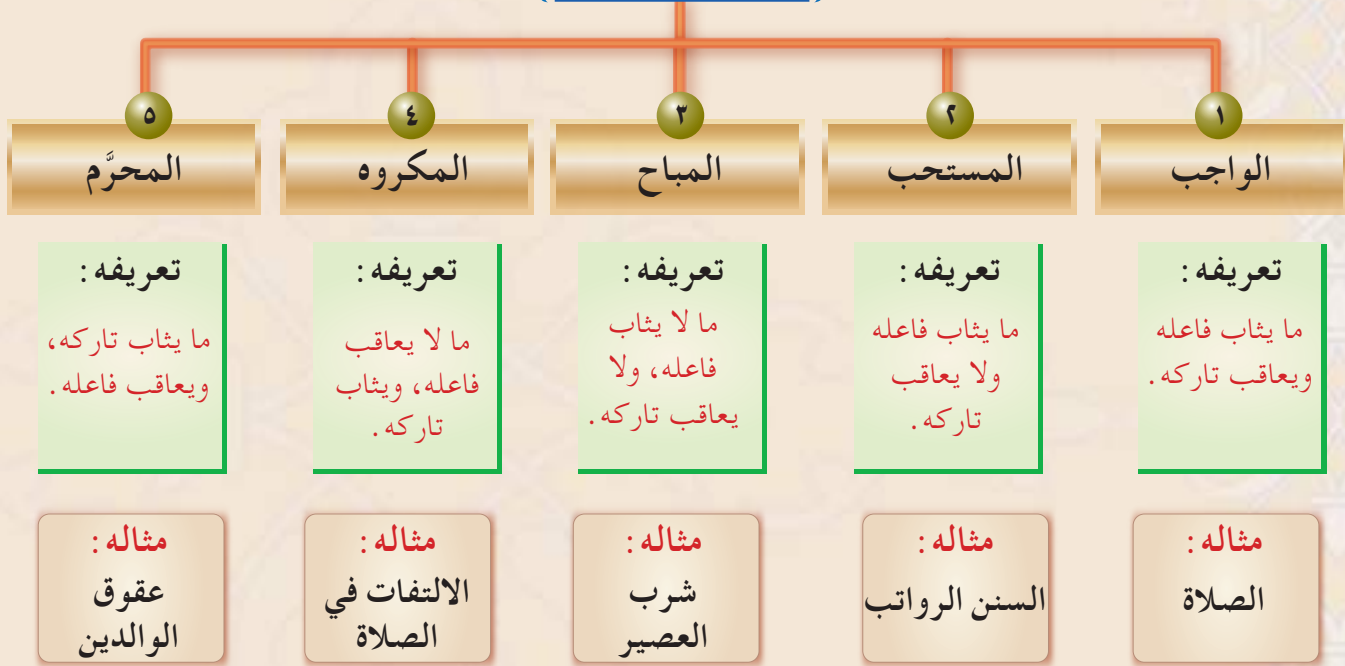 ١
الواجب
تعريفه:
ما يثاب فاعله
ويعاقب تاركه.
مثاله:
الصلاة
٢
المستحب
تعريفه:
ما يثاب فاعله
ولا يعاقب
تاركه.
مثاله:
السنن الرواتب
٣
المباح
تعريفه:
ما لا يثاب
فاعله، ولا
يعاقب تاركه.
مثاله:
شرب
العصير
٤
المكروه
تعريفه:
ما لا يعاقب
فاعله، ويثاب
تاركه.
مثاله:
الالتفات في
الصلاة
٥
المحرَّم
تعريفه:
ما يثاب تاركه،
ويعاقب فاعله.
مثاله:
عقوق
الوالدين